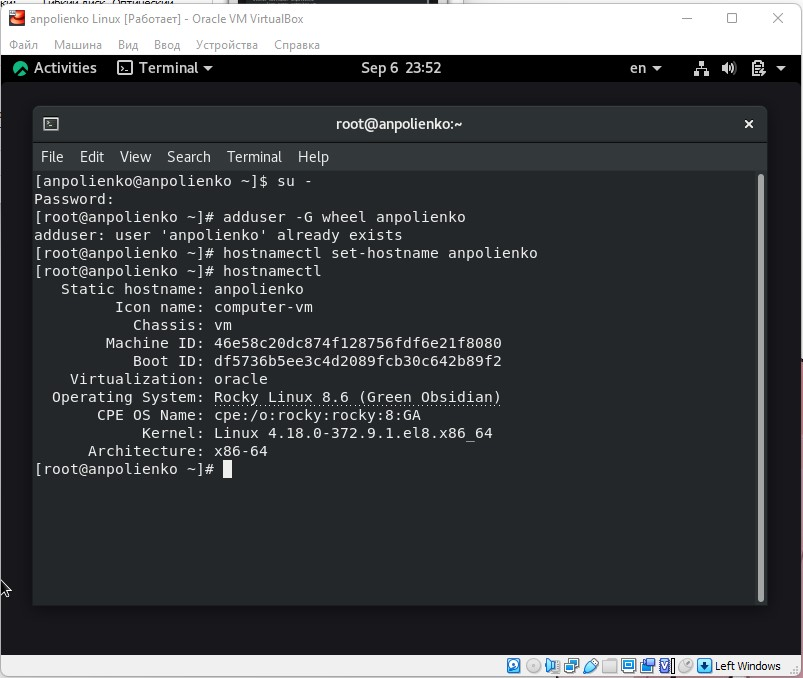 anpolienko Linux [Работает] - Oracle VM VirtualBox
Файл Машина Вид Ввод Устройства Справка
Activities Terminal Sep 6 23:52 en
root@anpolienko:~
File Edit View Search Terminal Help
[anpolienko@anpolienko ~]$ su -
Password:
[root@anpolienko ~]# adduser -G wheel anpolienko
adduser: user 'anpolienko' already exists
[root@anpolienko ~]# hostnamectl set-hostname anpolienko
[root@anpolienko ~]# hostnamectl
Static hostname: anpolienko
Icon name: computer-vm
Chassis: vm
Machine ID: 46e58c20dc874f128756fdf6e21f8080
Boot ID: df5736b5ee3c4d2089fcb30c642b89f2
Virtualization: oracle
Operating System: Rocky Linux 8.6 (Green Obsidian)
CPE OS Name: cpe:/o:rocky:rocky:8:GA
Kernel: Linux 4.18.0-372.9.1.el8.x86_64
Architecture: x86-64
[root@anpolienko ~]#
Left Windows